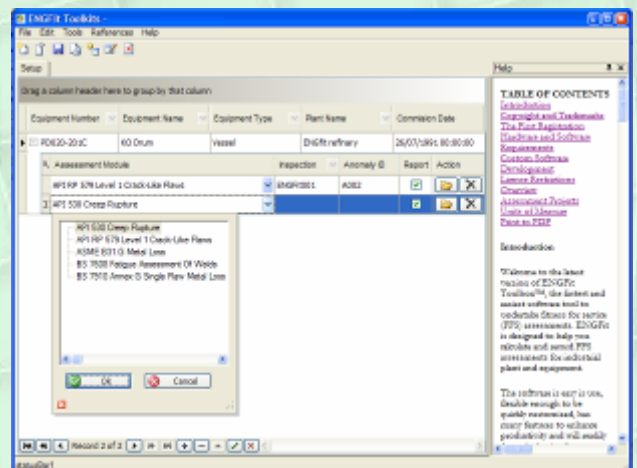 ENGFit Toolkits -
File Edit Tools References Help
Setup
Help
Drag a column header here to group by that column
Equipment Number Equipment Name Equipment Type Plant Name Commision Date
KO Drum Vessel ENGfit refinery 26/07/1991 00:00:00
Assessment Module Inspection Anomaly ID Report Action
API RP 579 Level 1 Crack-Like Flaws ENGFit001 A002
API 530 Creep Rupture
API 530 Creep Rupture
API RP 579 Level 1 Crack-Like Flaws
ASME B31 G Metal Loss
BS 7608 Fatigue Assessment Of Welds
BS 7910 Annex G Single Flaw Metal Loss
Ok Cancel
Record 2 of 2
statusBar1
TABLE OF CONTENTS
Introduction
Copyright and Trademarks
The First Registration
Hardware and Software
Requirements
Custom Software
Development
Licence Restrictions
Overview
Assessment Projects
Units of Measure
Print to PDF
Introduction
Welcome to the latest
version of ENGFit
Toolbox™, the fastest and
easiest software tool to
undertake fitness for service
(FFS) assessments. ENGFit
is designed to help you
calculate and record FFS
assessments for industrial
plant and equipment.
The software is easy to use,
flexible enough to be
quickly customised, has
many features to enhance
productivity and will readily